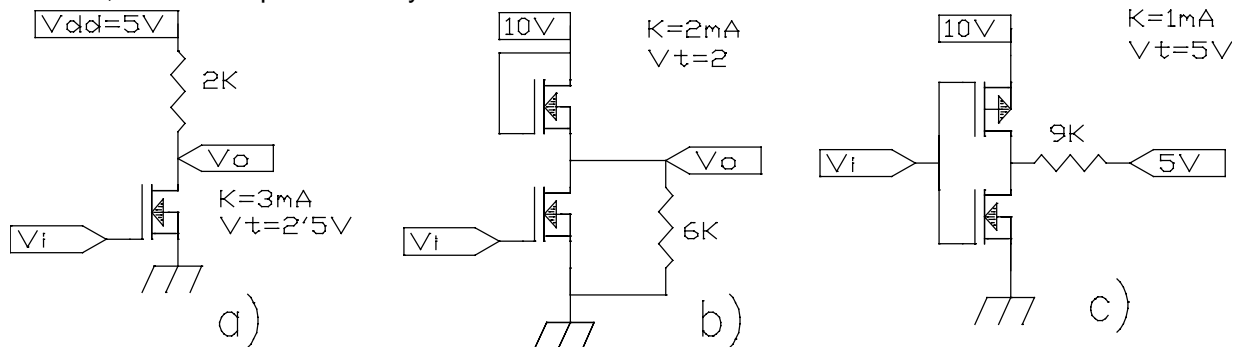 Vdd=5V
2K
Vo
K=3mA
Vt=2'5V
Vi
a)
10V
K=2mA
Vt=2
Vo
6K
Vi
b)
10V
K=1mA
Vt=5V
9K
Vi
5V
c)